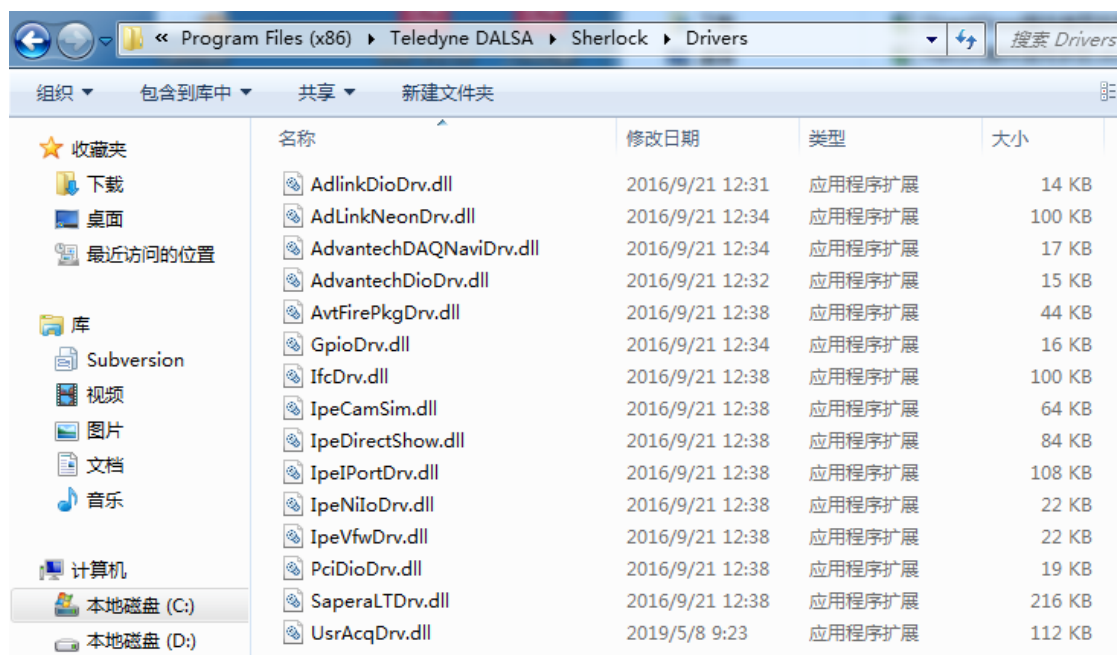 « Program Files (x86) ▸ Teledyne DALSA ▸ Sherlock ▸ Drivers 搜索 Drivers
组织 包含到库中 共享 新建文件夹
名称 修改日期 类型 大小
收藏夹
下载
桌面
最近访问的位置
库
Subversion
视频
图片
文档
音乐
计算机
本地磁盘 (C:)
本地磁盘 (D:)
AdlinkDioDrv.dll 2016/9/21 12:31 应用程序扩展 14 KB
AdLinkNeonDrv.dll 2016/9/21 12:34 应用程序扩展 100 KB
AdvantechDAQNaviDrv.dll 2016/9/21 12:34 应用程序扩展 17 KB
AdvantechDioDrv.dll 2016/9/21 12:32 应用程序扩展 15 KB
AvtFirePkgDrv.dll 2016/9/21 12:38 应用程序扩展 44 KB
GpioDrv.dll 2016/9/21 12:34 应用程序扩展 16 KB
IfcDrv.dll 2016/9/21 12:38 应用程序扩展 100 KB
IpeCamSim.dll 2016/9/21 12:38 应用程序扩展 64 KB
IpeDirectShow.dll 2016/9/21 12:38 应用程序扩展 84 KB
IpeIPortDrv.dll 2016/9/21 12:38 应用程序扩展 108 KB
IpeNiIoDrv.dll 2016/9/21 12:38 应用程序扩展 22 KB
IpeVfwDrv.dll 2016/9/21 12:38 应用程序扩展 22 KB
PciDioDrv.dll 2016/9/21 12:38 应用程序扩展 19 KB
SaperaLTDrv.dll 2016/9/21 12:38 应用程序扩展 216 KB
UsrAcqDrv.dll 2019/5/8 9:23 应用程序扩展 112 KB